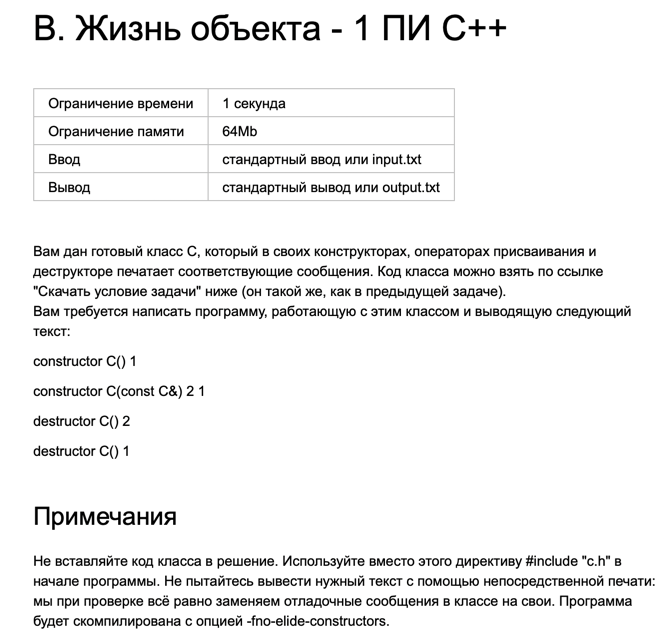 В. Жизнь объекта - 1 ПИ С++
Ограничение времени 1 секунда
Ограничение памяти 64Mb
Ввод стандартный ввод или input.txt
Вывод стандартный вывод или output.txt
Вам дан готовый класс C, который в своих конструкторах, операторах присваивания и
деструкторе печатает соответствующие сообщения. Код класса можно взять по ссылке
"Скачать условие задачи" ниже (он такой же, как в предыдущей задаче).
Вам требуется написать программу, работающую с этим классом и выводящую следующий
текст:
constructor C() 1
constructor C(const C&) 2 1
destructor C() 2
destructor C() 1
Примечания
Не вставляйте код класса в решение. Используйте вместо этого директиву #include "c.h" в
начале программы. Не пытайтесь вывести нужный текст с помощью непосредственной печати:
мы при проверке всё равно заменяем отладочные сообщения в классе на свои. Программа
будет скомпилирована с опцией -fno-elide-constructors.